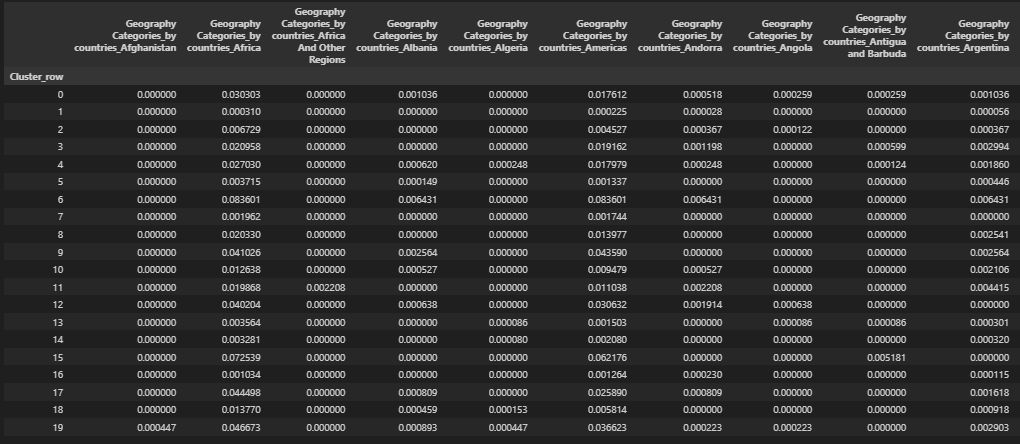 Geography Categories_by countries_Afghanistan Geography Categories_by countries_Africa Geography Categories_by countries_Africa And Other Regions Geography Categories_by countries_Albania Geography Categories_by countries_Algeria Geography Categories_by countries_Americas Geography Categories_by countries_Andorra Geography Categories_by countries_Angola Geography Categories_by countries_Antigua and Barbuda Geography Categories_by countries_Argentina
Cluster_row
0 0.000000 0.030303 0.000000 0.001036 0.000000 0.017612 0.000518 0.000259 0.000259 0.001036
1 0.000000 0.000310 0.000000 0.000000 0.000000 0.000225 0.000028 0.000000 0.000000 0.000056
2 0.000000 0.006729 0.000000 0.000000 0.000000 0.004527 0.000367 0.000122 0.000000 0.000367
3 0.000000 0.020958 0.000000 0.000000 0.000000 0.019162 0.001198 0.000000 0.000599 0.002994
4 0.000000 0.027030 0.000000 0.000620 0.000248 0.017979 0.000248 0.000000 0.000124 0.001860
5 0.000000 0.003715 0.000000 0.000149 0.000000 0.001337 0.000000 0.000000 0.000000 0.000446
6 0.000000 0.083601 0.000000 0.006431 0.000000 0.083601 0.006431 0.000000 0.000000 0.006431
7 0.000000 0.001962 0.000000 0.000000 0.000000 0.001744 0.000000 0.000000 0.000000 0.000000
8 0.000000 0.020330 0.000000 0.000000 0.000000 0.013977 0.000000 0.000000 0.000000 0.002541
9 0.000000 0.041026 0.000000 0.002564 0.000000 0.043590 0.000000 0.000000 0.000000 0.002564
10 0.000000 0.012638 0.000000 0.000527 0.000000 0.009479 0.000527 0.000000 0.000000 0.002106
11 0.000000 0.019868 0.002208 0.000000 0.000000 0.011038 0.002208 0.000000 0.000000 0.004415
12 0.000000 0.040204 0.000000 0.000638 0.000000 0.030632 0.001914 0.000638 0.000000 0.000000
13 0.000000 0.003564 0.000000 0.000000 0.000086 0.001503 0.000000 0.000086 0.000086 0.000301
14 0.000000 0.003281 0.000000 0.000000 0.000080 0.002080 0.000000 0.000000 0.000000 0.000320
15 0.000000 0.072539 0.000000 0.000000 0.000000 0.062176 0.000000 0.000000 0.005181 0.000000
16 0.000000 0.001034 0.000000 0.000000 0.000000 0.001264 0.000230 0.000000 0.000000 0.000115
17 0.000000 0.044498 0.000000 0.000809 0.000000 0.025890 0.000809 0.000000 0.000000 0.001618
18 0.000000 0.013770 0.000000 0.000459 0.000153 0.005814 0.000000 0.000000 0.000000 0.000918
19 0.000447 0.046673 0.000000 0.000893 0.000447 0.036623 0.000223 0.000223 0.000000 0.002903